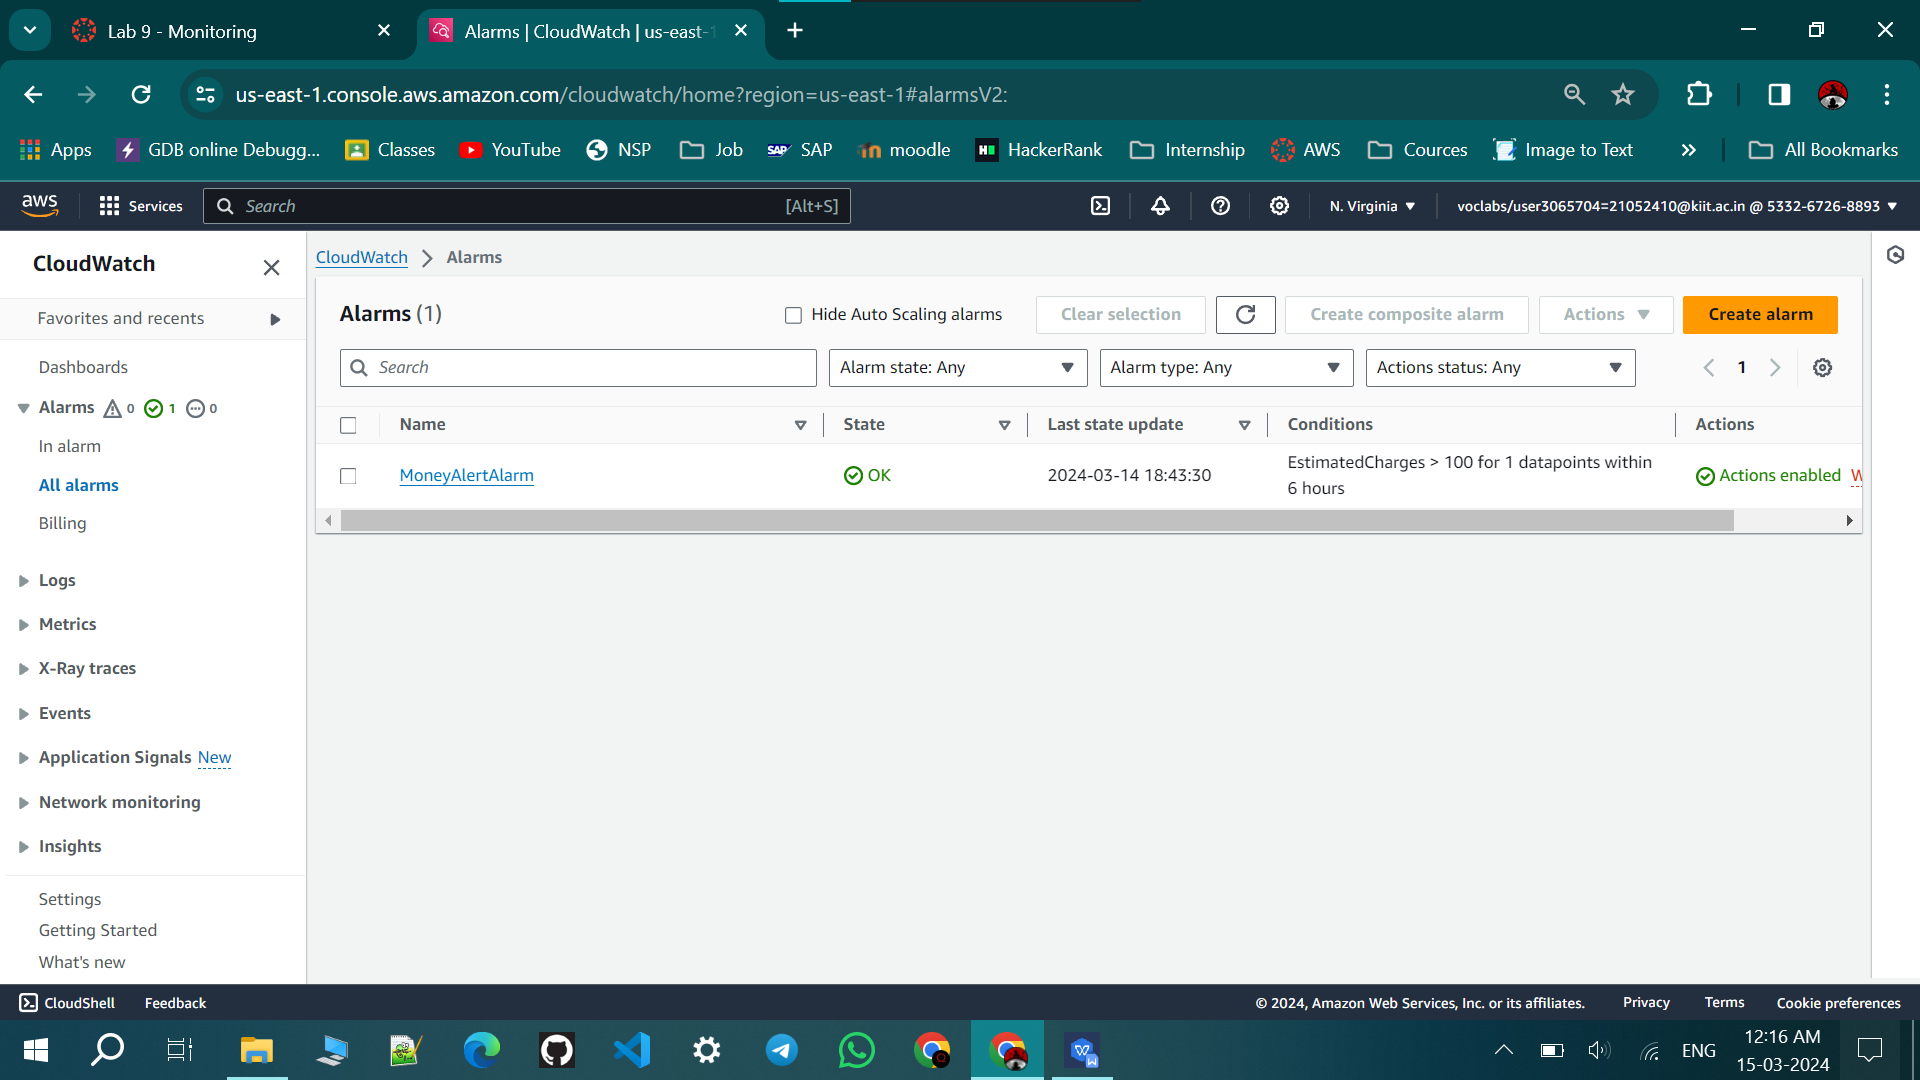 Lab 9 - Monitoring
Alarms | CloudWatch | us-east-1
us-east-1.console.aws.amazon.com/cloudwatch/home?region=us-east-1#alarmsV2:
Apps
GDB online Debugg...
Classes
YouTube
NSP
Job
SAP SAP
moodle
HackerRank
Internship
AWS
Cources
Image to Text
All Bookmarks
aws
Services
Search [Alt+S]
N. Virginia
voclabs/user3065704=21052410@kiit.ac.in @ 5332-6726-8893
CloudWatch
Favorites and recents
Dashboards
Alarms 0 1 0
In alarm
All alarms
Billing
Logs
Metrics
X-Ray traces
Events
Application Signals New
Network monitoring
Insights
Settings
Getting Started
What's new
CloudWatch > Alarms
Alarms (1)
Hide Auto Scaling alarms
Clear selection
Create composite alarm
Actions
Create alarm
Search
Alarm state: Any
Alarm type: Any
Actions status: Any
1
Name State Last state update Conditions Actions
MoneyAlertAlarm OK 2024-03-14 18:43:30 EstimatedCharges > 100 for 1 datapoints within
6 hours
Actions enabled W
CloudShell
Feedback
© 2024, Amazon Web Services, Inc. or its affiliates.
Privacy
Terms
Cookie preferences
ENG
12:16 AM
15-03-2024